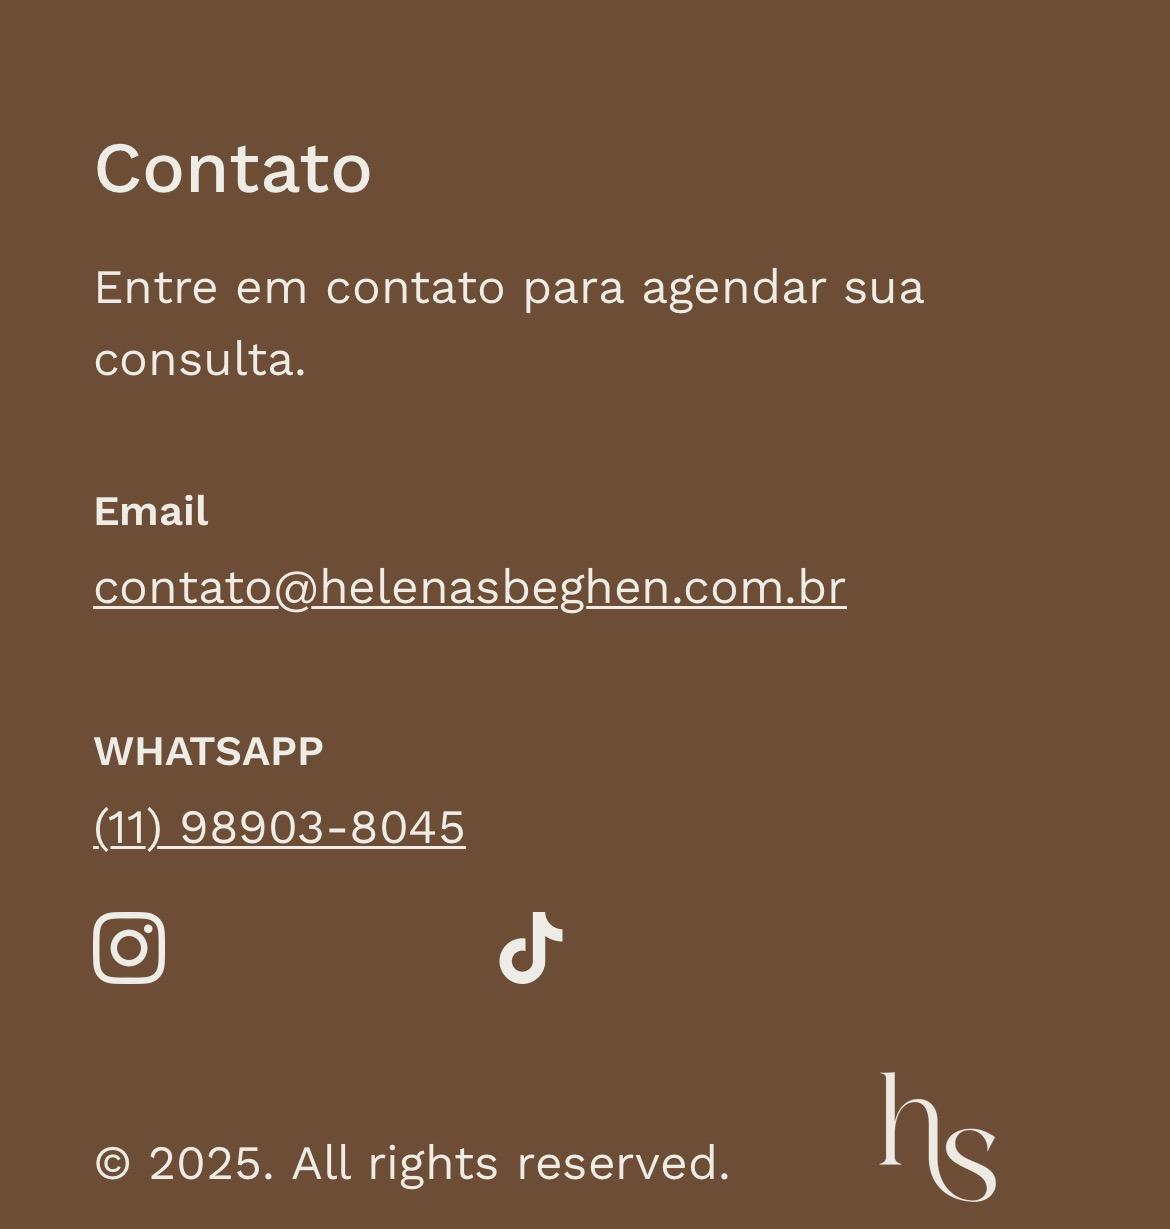 Contato
Entre em contato para agendar sua
consulta.
Email
contato@helenasbeghen.com.br
WHATSAPP
(11) 98903-8045
© 2025. All rights reserved.
hs